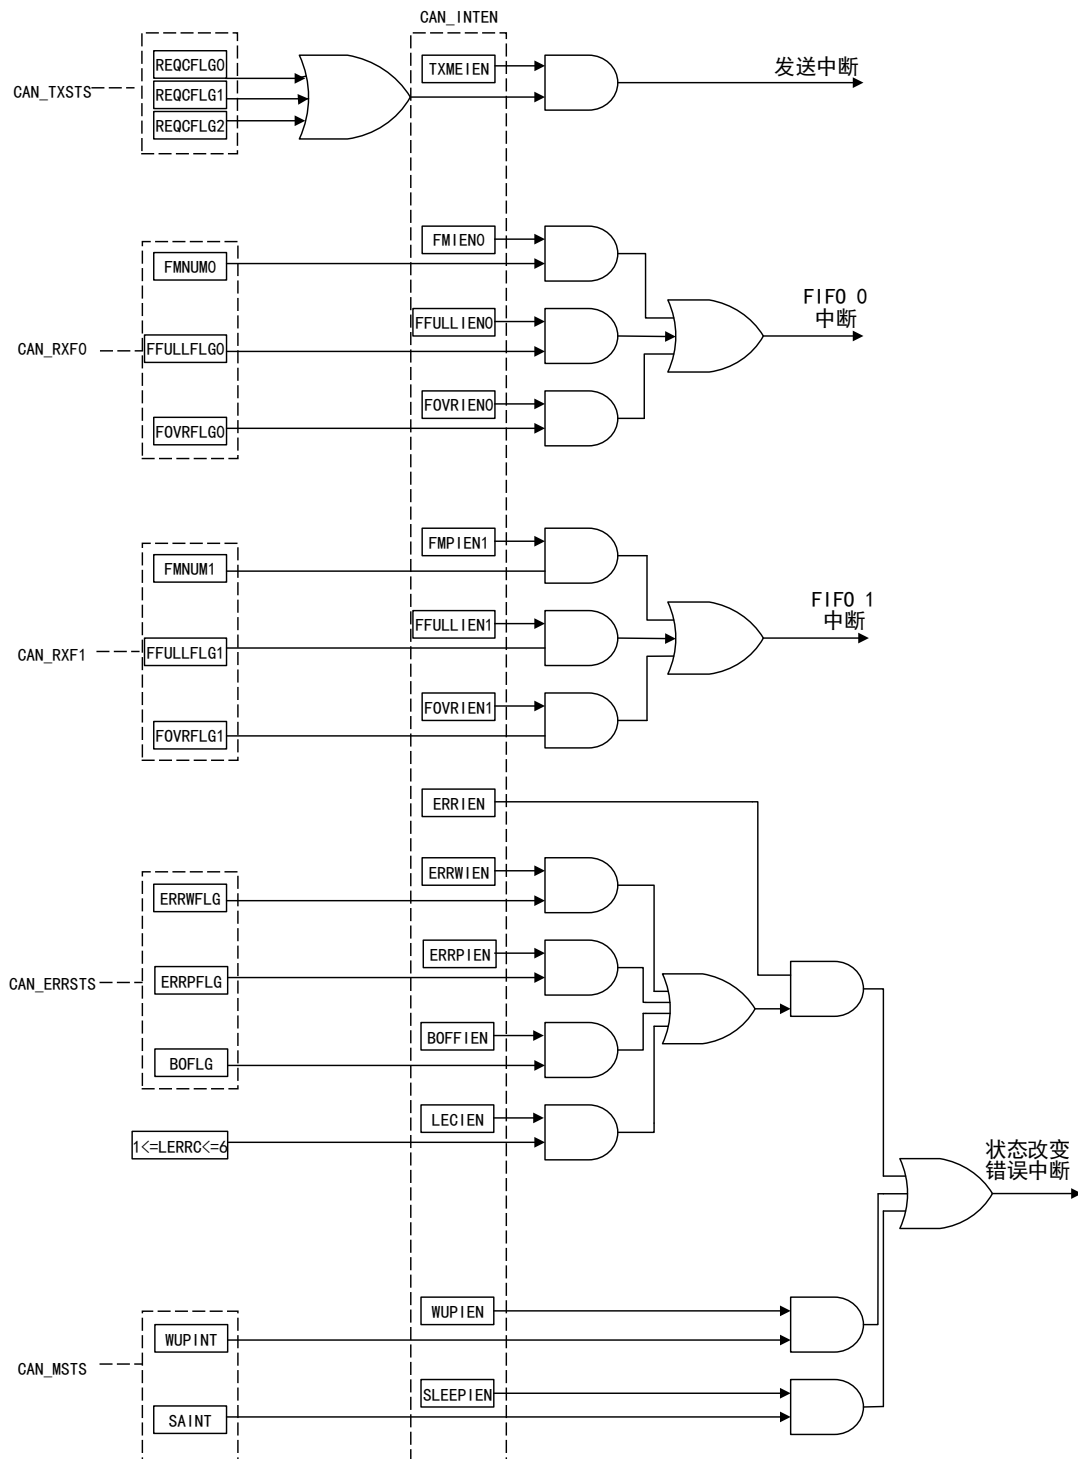 CAN_INTEN
REQCFLG0
TXMEIEN
发送中断
CAN_TXSTS
REQCFLG1
REQCFLG2
FMIEN0
FMNUM0
FIFO 0
中断
FFULLIEN0
CAN_RXF0
FFULLFLG0
FOVRIEN0
FOVRFLG0
FMPIEN1
FMNUM1
FIFO 1
中断
FFULLIEN1
CAN_RXF1
FFULLFLG1
FOVRIEN1
FOVRFLG1
ERRIEN
ERRWIEN
ERRWFLG
ERRPIEN
CAN_ERRSTS
ERRPFLG
BOFFIEN
BOFLG
LECIEN
1<=LERRC<=6
状态改变
错误中断
WUPIEN
WUPINT
CAN_MSTS
SLEEPIEN
SAINT